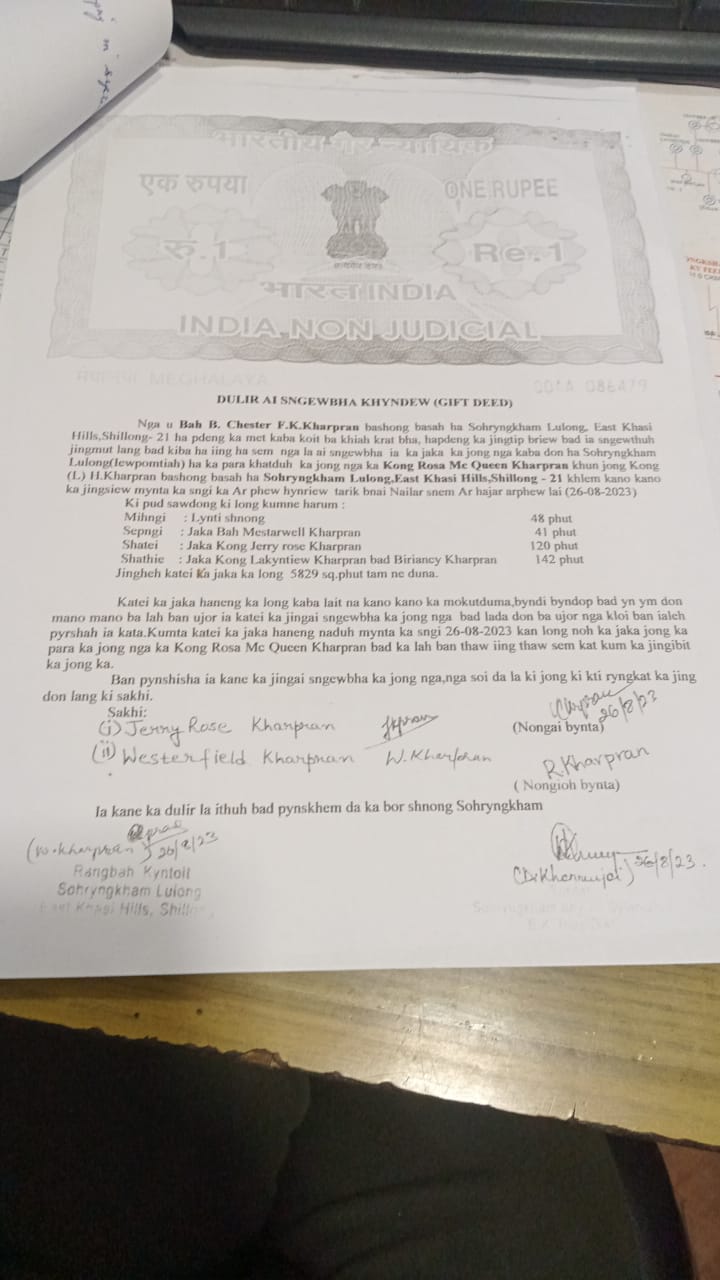 भारतीय गैर न्यायिक
एक रुपया ONE RUPEE
रु.1 Re.1
सत्यमेव जयते
भारत INDIA
INDIA NON JUDICIAL
MEGHALAYA 001A 086479
DULIR AI SNGEWBHA KHYNDEW (GIFT DEED)
Nga u Bah B. Chester F.K.Kharpran bashong basah ha Sohryngkham Lulong, East Khasi
Hills,Shillong- 21 ha pdeng ka met kaba koit ba khiah krat bha, hapdeng ka jingtip briew bad ia sngewthuh
jingmut lang bad kiba ha iing ha sem nga la ai sngewbha ia ka jaka ka jong nga kaba don ha Sohryngkham
Lulong(Iewpomtiah) ha ka para khatduh ka jong nga ka Kong Rosa Mc Queen Kharpran khun jong Kong
(L) H.Kharpran bashong basah ha Sohryngkham Lulong,East Khasi Hills,Shillong - 21 khlem kano kano
ka jingsiew mynta ka sngi ka Ar phew hynriew tarik bnai Nailar snem Ar hajar arphew lai (26-08-2023)
Ki pud sawdong ki long kumne harum :
Mihngi : Lynti shnong 48 phut
Sepngi : Jaka Bah Mestarwell Kharpran 41 phut
Shatei : Jaka Kong Jerry rose Kharpran 120 phut
Shathie : Jaka Kong Lakyntiew Kharpran bad Biriancy Kharpran 142 phut
Jingheh katei ka jaka ka long 5829 sq.phut tam ne duna.
Katei ka jaka haneng ka long kaba lait na kano kano ka mokutduma,byndi byndop bad yn ym don
mano mano ba lah ban ujor ia katei ka jingai sngewbha ka jong nga bad lada don ba ujor nga kloi ban ialeh
pyrshah ia kata.Kumta katei ka jaka haneng naduh mynta ka sngi 26-08-2023 kan long noh ka jaka jong ka
para ka jong nga ka Kong Rosa Mc Queen Kharpran bad ka lah ban thaw iing thaw sem kat kum ka jingibit
ka jong ka.
Ban pynshisha ia kane ka jingai sngewbha ka jong nga,nga soi da la ki jong ki kti ryngkat ka jing
don lang ki sakhi.
Sakhi:
(i) Jerry Rose Kharpran
26/8/23
(Nongai bynta)
(ii) Westerfield Kharpran W.Kharpran
R.Kharpran
( Nongioh bynta)
Ia kane ka dulir la ithuh bad pynskhem da ka bor shnong Sohryngkham
(W.Kharpran) 26/8/23
Rangbah Kyntoit
Sohryngkham Lulong
East Khasi Hills, Shillong
26/8/23.